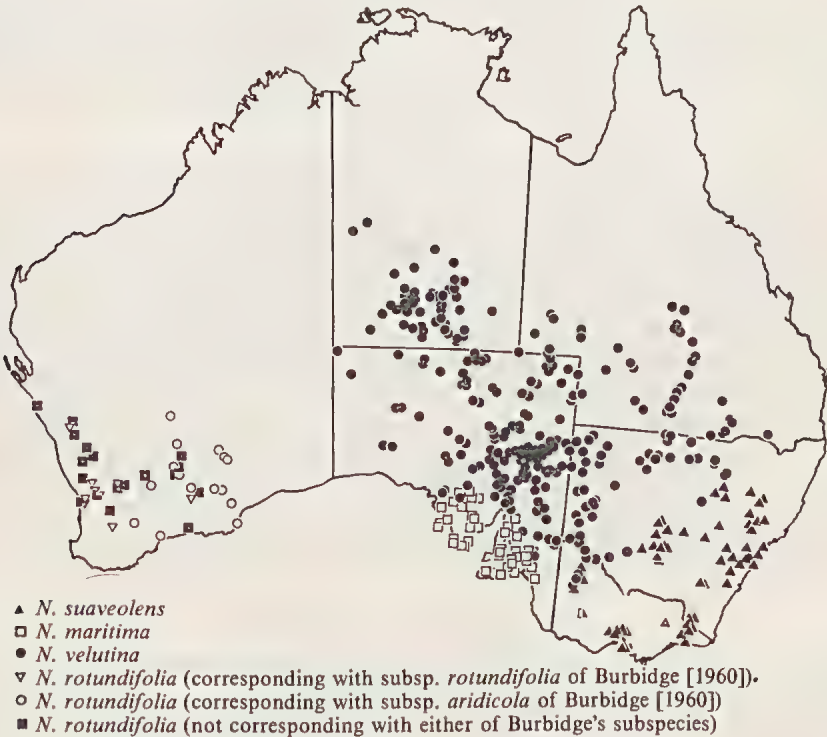 ▲ N. suaveolens
□ N. maritima
● N. velutina
▽ N. rotundifolia (corresponding with subsp. rotundifolia of Burbidge [1960]).
○ N. rotundifolia (corresponding with subsp. aridicola of Burbidge [1960])
■ N. rotundifolia (not corresponding with either of Burbidge's subspecies)